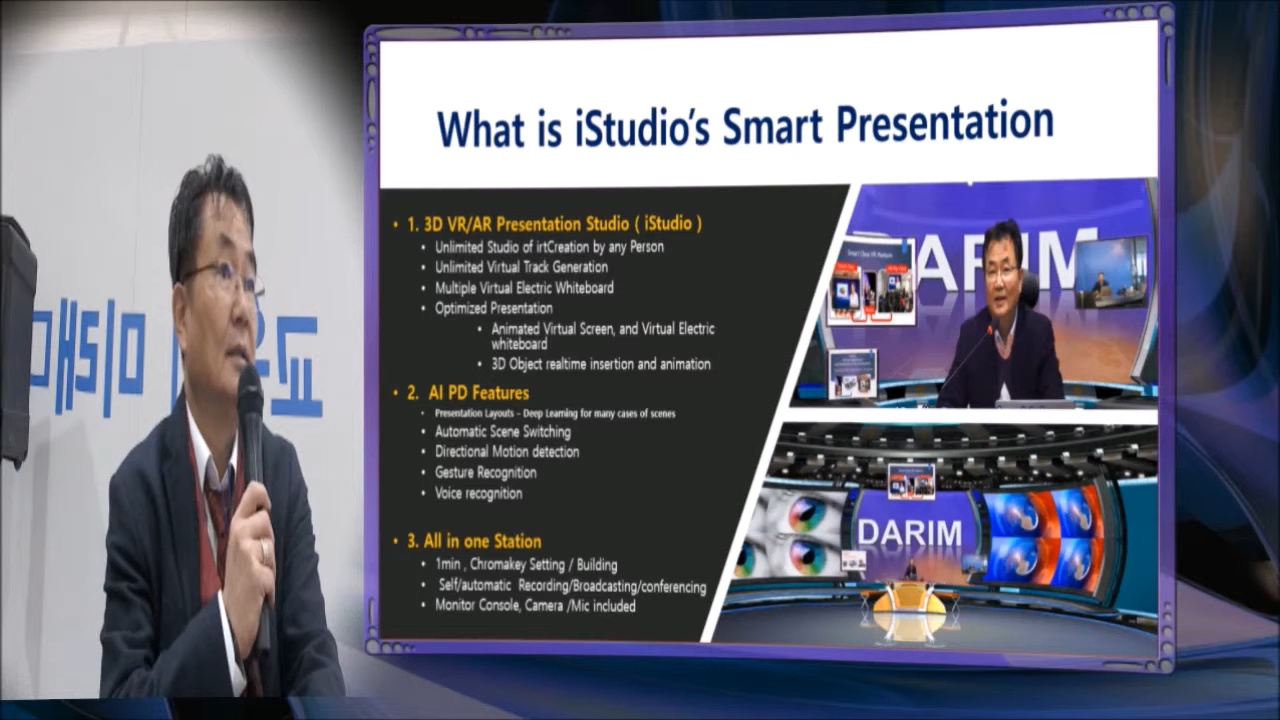 What is iStudio's Smart Presentation
• 1. 3D VR/AR Presentation Studio ( iStudio )
• Unlimited Studio of irtCreation by any Person
• Unlimited Virtual Track Generation
• Multiple Virtual Electric Whiteboard
• Optimized Presentation
• Animated Virtual Screen, and Virtual Electric
whiteboard
• 3D Object realtime insertion and animation
• 2. AI PD Features
• Presentation Layouts – Deep Learning for many cases of scenes
• Automatic Scene Switching
• Directional Motion detection
• Gesture Recognition
• Voice recognition
• 3. All in one Station
• 1min , Chromakey Setting / Building
• Self/automatic Recording/Broadcasting/conferencing
• Monitor Console, Camera /Mic included
DARIM
Smart Class VR Platform
DARIM